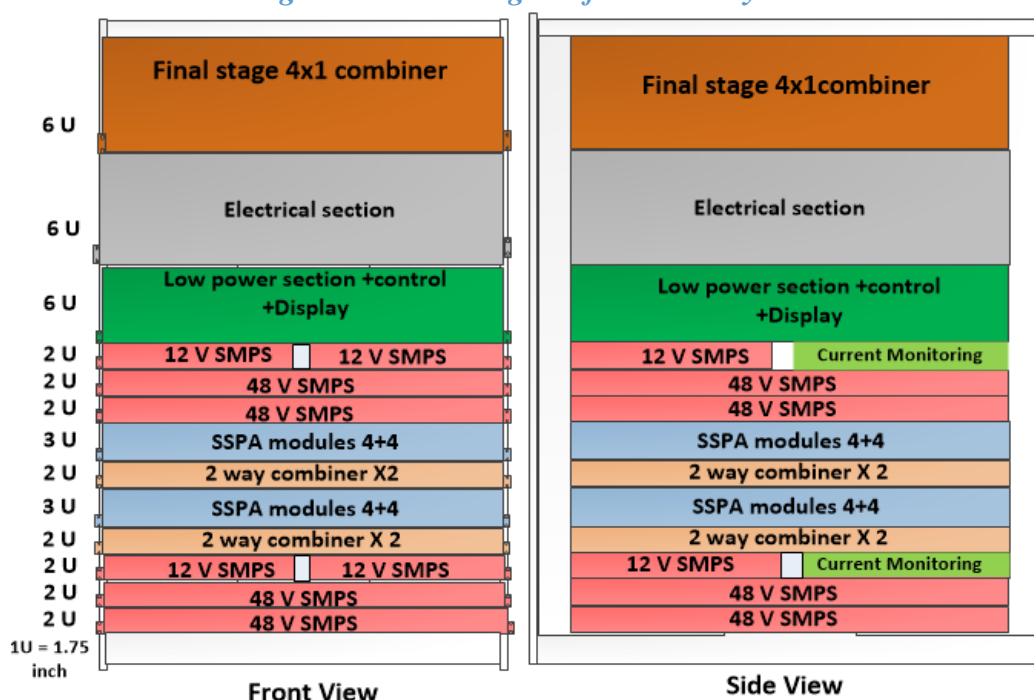 Final stage 4x1 combiner
6 U
Electrical section
6 U
Low power section +control
+Display
6 U
2 U
12 V SMPS
12 V SMPS
2 U
48 V SMPS
2 U
48 V SMPS
3 U
SSPA modules 4+4
2 U
2 way combiner X2
3 U
SSPA modules 4+4
2 U
2 way combiner X 2
2 U
12 V SMPS
12 V SMPS
2 U
48 V SMPS
2 U
48 V SMPS
1U = 1.75
inch
Front View
Final stage 4x1combiner
Electrical section
Low power section +control
+Display
12 V SMPS
Current Monitoring
48 V SMPS
48 V SMPS
SSPA modules 4+4
2 way combiner X 2
SSPA modules 4+4
2 way combiner X 2
12 V SMPS
Current Monitoring
48 V SMPS
48 V SMPS
Side View